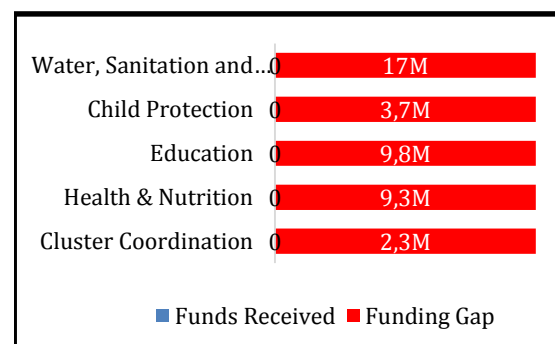 Water, Sanitation and... 0 17M
Child Protection 0 3,7M
Education 0 9,8M
Health & Nutrition 0 9,3M
Cluster Coordination 0 2,3M
Funds Received Funding Gap